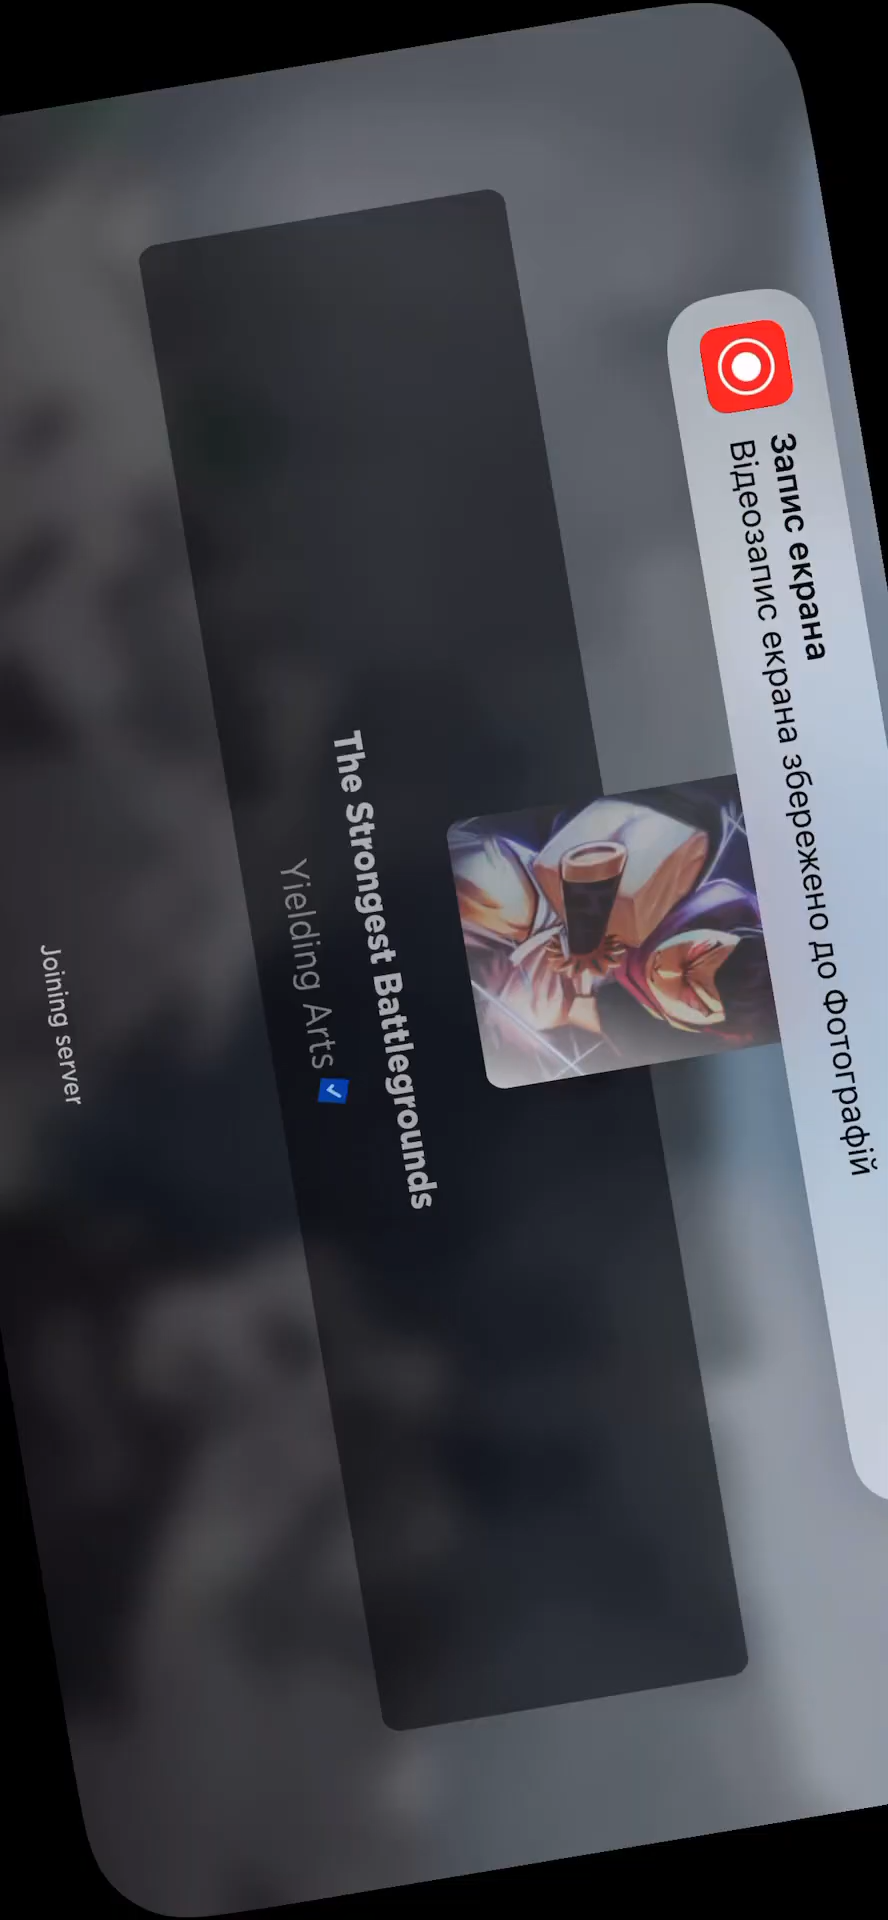 Запис екрана
Відеозапис екрана збережено до Фотографій
The Strongest Battlegrounds
Yielding Arts
Joining server